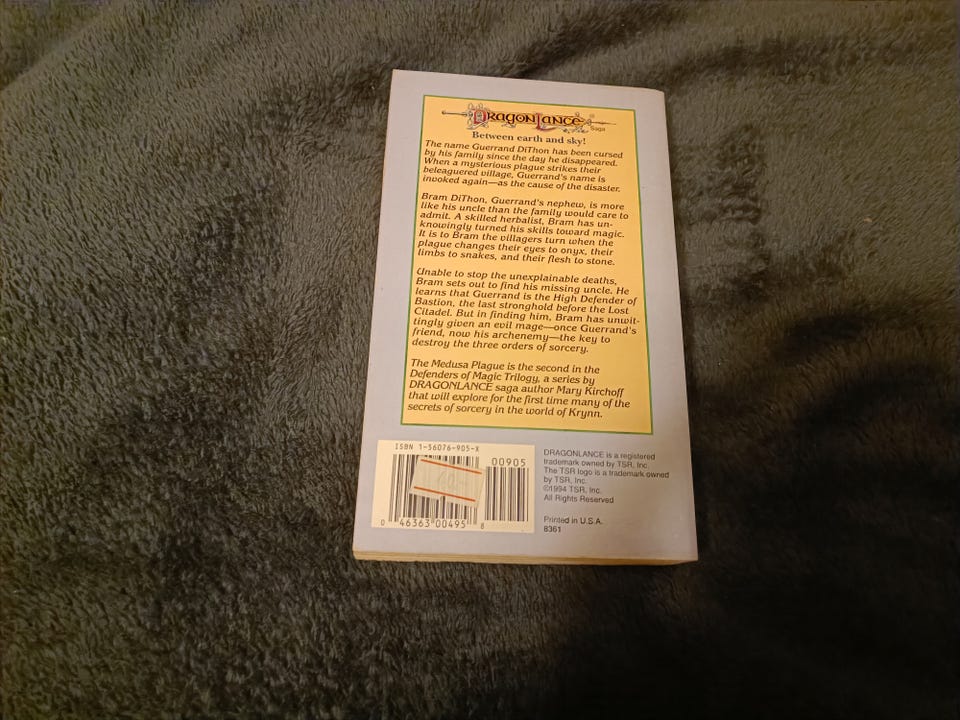 DRAGONLANCE
Saga
Between earth and sky!
The name Guerrand DiThon has been cursed
by his family since the day he disappeared.
When a mysterious plague strikes their
beleaguered village, Guerrand's name is
invoked again—as the cause of the disaster.
Bram DiThon, Guerrand's nephew, is more
like his uncle than the family would care to
admit. A skilled herbalist, Bram has un-
knowingly turned his skills toward magic.
It is to Bram the villagers turn when the
plague changes their eyes to onyx, their
limbs to snakes, and their flesh to stone.
Unable to stop the unexplainable deaths,
Bram sets out to find his missing uncle. He
learns that Guerrand is the High Defender of
Bastion, the last stronghold before the Lost
Citadel. But in finding him, Bram has unwit-
tingly given an evil mage—once Guerrand's
friend, now his archenemy—the key to
destroy the three orders of sorcery.
The Medusa Plague is the second in the
Defenders of Magic Trilogy, a series by
DRAGONLANCE saga author Mary Kirchoff
that will explore for the first time many of the
secrets of sorcery in the world of Krynn.
ISBN 1-56076-905-X
00905
0 46363 00495 8
DRAGONLANCE is a registered
trademark owned by TSR, Inc.
The TSR logo is a trademark owned
by TSR, Inc.
©1994 TSR, Inc.
All Rights Reserved
Printed in U.S.A.
8361